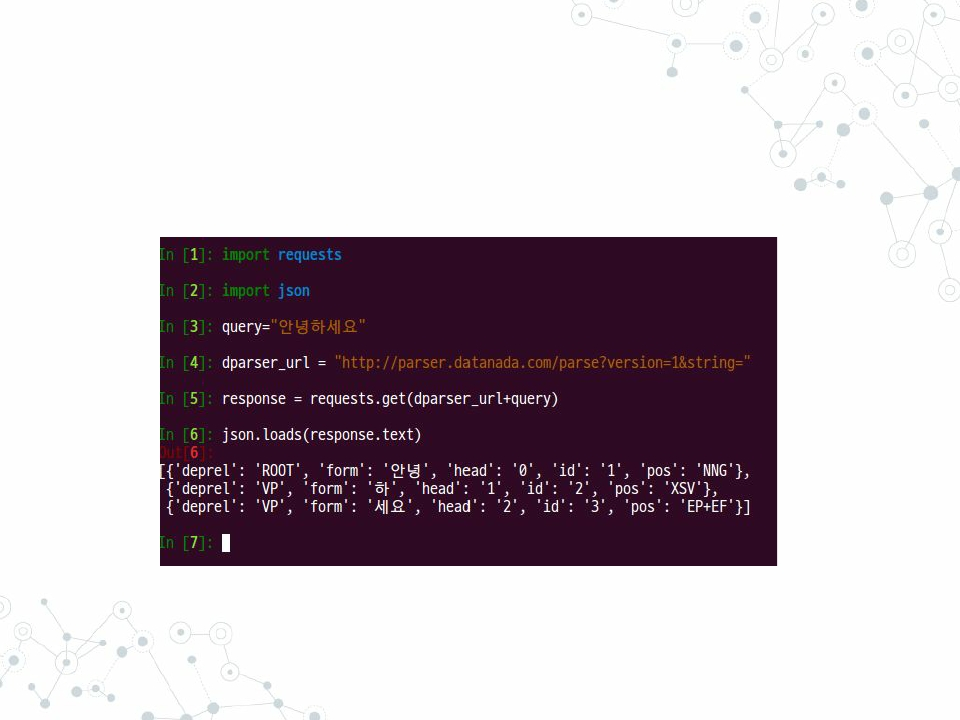 In [1]: import requests
In [2]: import json
In [3]: query="안녕하세요"
In [4]: dparser_url = "http://parser.datanada.com/parse?version=1&string="
In [5]: response = requests.get(dparser_url+query)
In [6]: json.loads(response.text)
Out[6]:
[{'deprel': 'ROOT', 'form': '안녕', 'head': '0', 'id': '1', 'pos': 'NNG'},
{'deprel': 'VP', 'form': '하', 'head': '1', 'id': '2', 'pos': 'XSV'},
{'deprel': 'VP', 'form': '세요', 'head': '2', 'id': '3', 'pos': 'EP+EF'}]
In [7]: